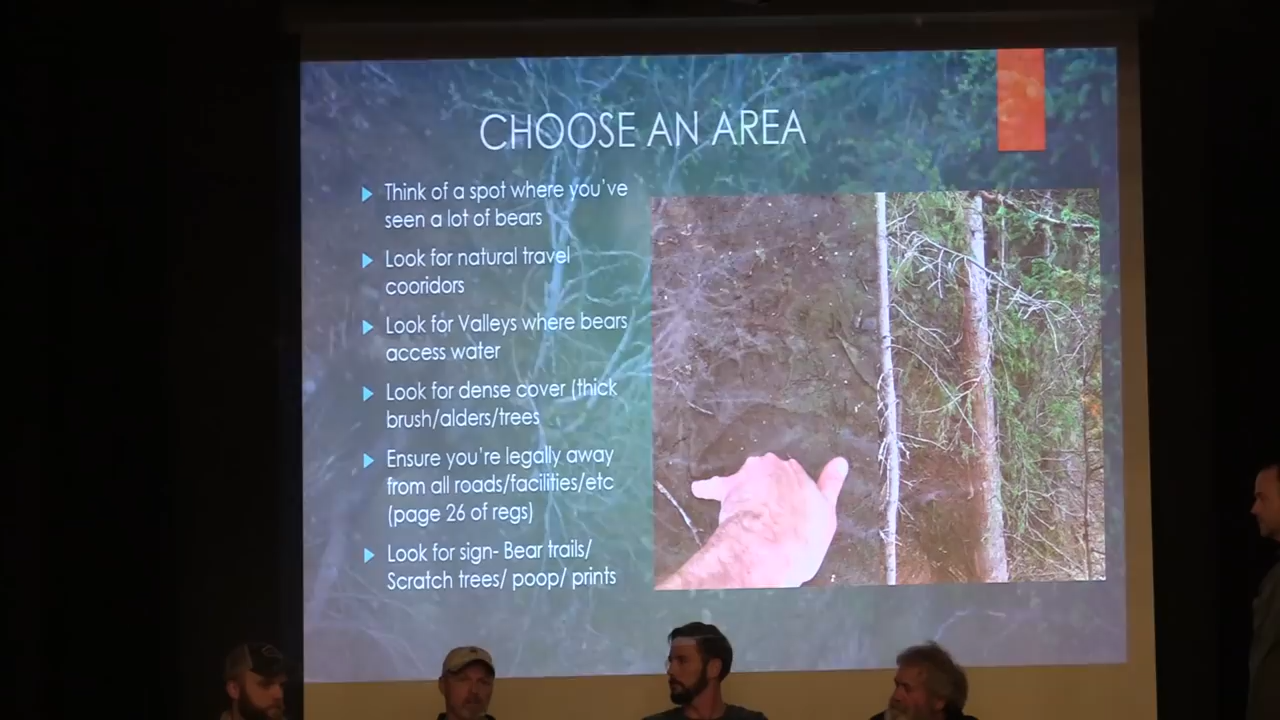 CHOOSE AN AREA
Think of a spot where you've
seen a lot of bears
Look for natural travel
cooridors
Look for Valleys where bears
access water
Look for dense cover (thick
brush/alders/trees
Ensure you're legally away
from all roads/facilities/etc
(page 26 of regs)
Look for sign- Bear trails/
Scratch trees/ poop/ prints